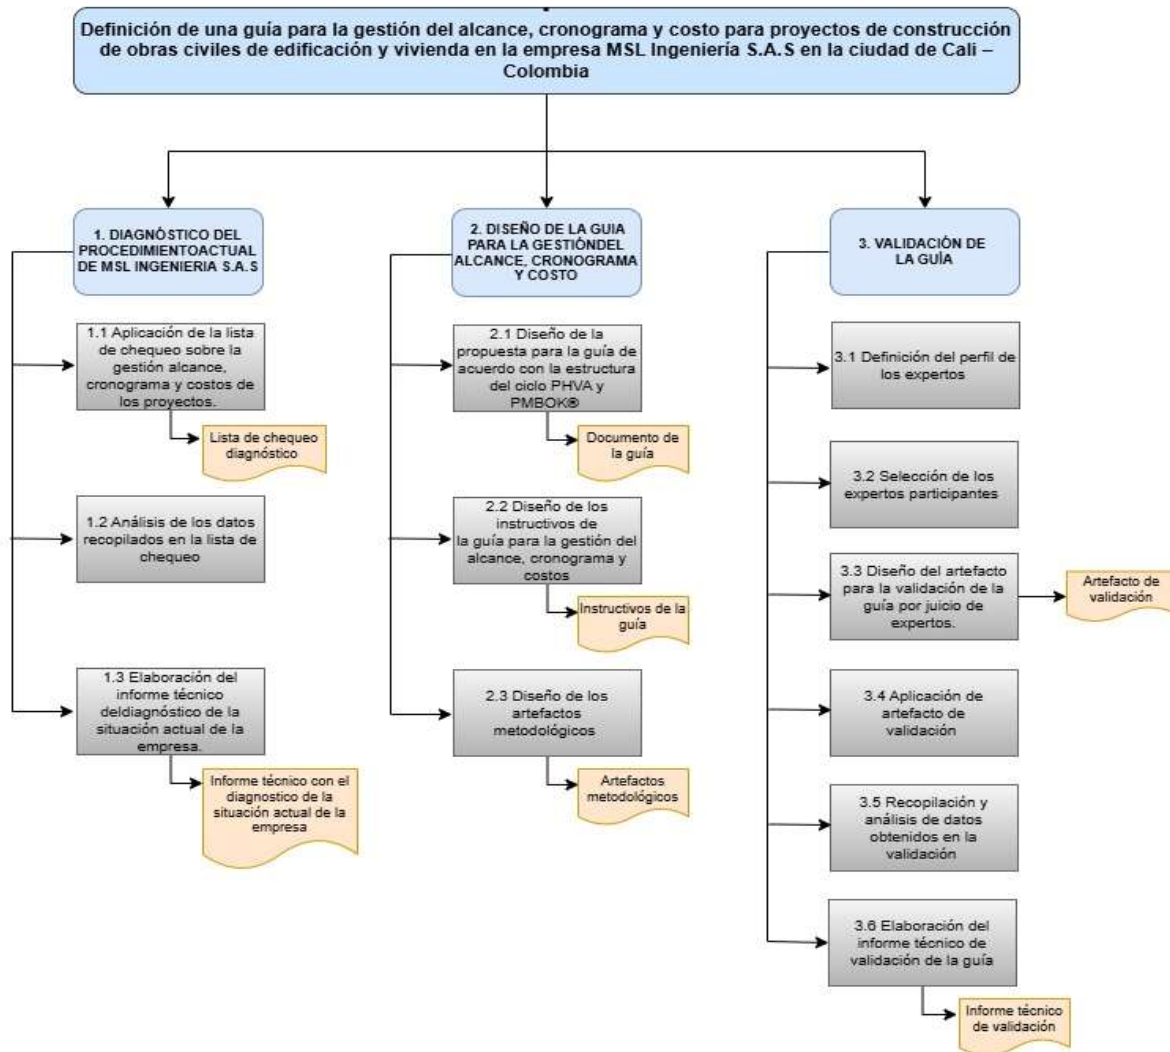 Definición de una guía para la gestión del alcance, cronograma y costo para proyectos de construcción
de obras civiles de edificación y vivienda en la empresa MSL Ingeniería S.A.S en la ciudad de Cali –
Colombia
1. DIAGNÓSTICO DEL
PROCEDIMIENTOACTUAL
DE MSL INGENIERIA S.A.S
1.1 Aplicación de la lista
de chequeo sobre la
gestión alcance,
cronograma y costos de
los proyectos.
Lista de chequeo
diagnóstico
1.2 Análisis de los datos
recopilados en la lista de
chequeo
1.3 Elaboración del
informe técnico
deldiagnóstico de la
situación actual de la
empresa.
Informe técnico con el
diagnostico de la
situación actual de la
empresa
2. DISEÑO DE LA GUIA
PARA LA GESTIÓNDEL
ALCANCE, CRONOGRAMA
Y COSTO
2.1 Diseño de la
propuesta para la guía de
acuerdo con la estructura
del ciclo PHVA y
PMBOK®
Documento de
la guía
2.2 Diseño de los
instructivos de
la guía para la gestión del
alcance, cronograma y
costos
Instructivos de la
guía
2.3 Diseño de los
artefactos
metodológicos
Artefactos
metodológicos
3. VALIDACIÓN DE
LA GUÌA
3.1 Definición del perfil de
los expertos
3.2 Selección de los
expertos participantes
3.3 Diseño del artefacto
para la validación de la
guía por juicio de
expertos.
Artefacto de
validación
3.4 Aplicación de
artefacto de
validación
3.5 Recopilación y
análisis de datos
obtenidos en la
validación
3.6 Elaboración del
informe técnico de
validación de la guía
Informe técnico
de validación